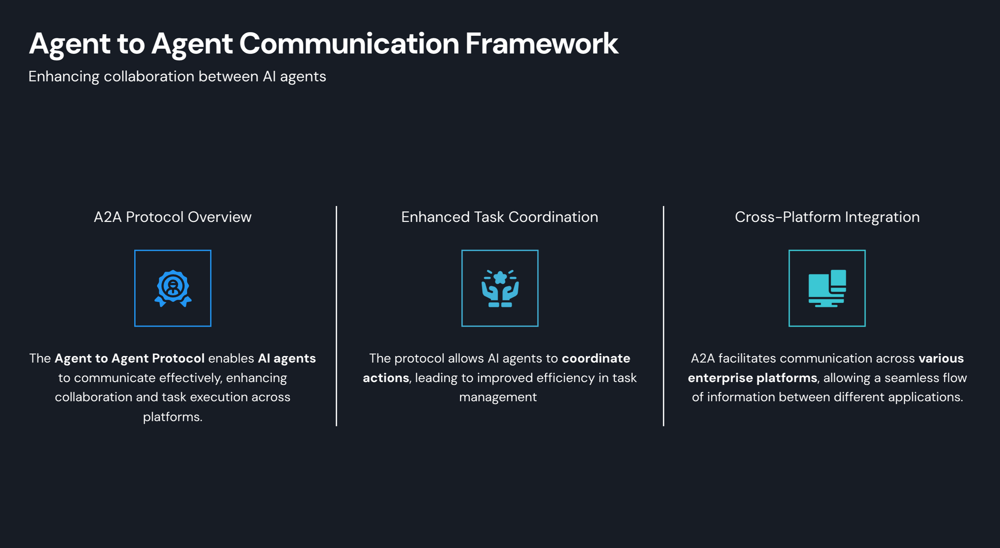 Agent to Agent Communication Framework
Enhancing collaboration between AI agents
A2A Protocol Overview
The Agent to Agent Protocol enables AI agents
to communicate effectively, enhancing
collaboration and task execution across
platforms.
Enhanced Task Coordination
The protocol allows AI agents to coordinate
actions, leading to improved efficiency in task
management
Cross-Platform Integration
A2A facilitates communication across various
enterprise platforms, allowing a seamless flow
of information between different applications.